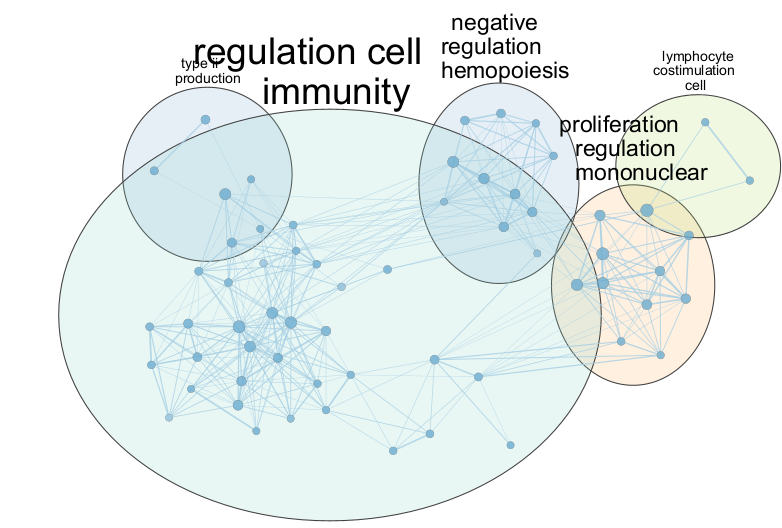 regulation cell
immunity
type ii
production
negative
regulation
hemopoiesis
lymphocyte
costimulation
cell
proliferation
regulation
mononuclear